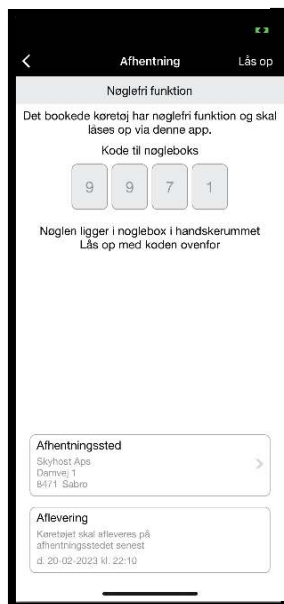 Afhentning
Lås op
Nøglefri funktion
Det bookede køretøj har nøglefri funktion og skal
låses op via denne app.
Kode til nøgleboks
9 9 7 1
Nøglen ligger i noglebox i handskerummet
Lås op med koden ovenfor
Afhentningssted
Skyhost Aps
Damvej 1
8471 Sabro
Aflevering
Køretøjet skal afleveres på
afhentningsstedet senest
d. 20-02-2023 kl. 22:10